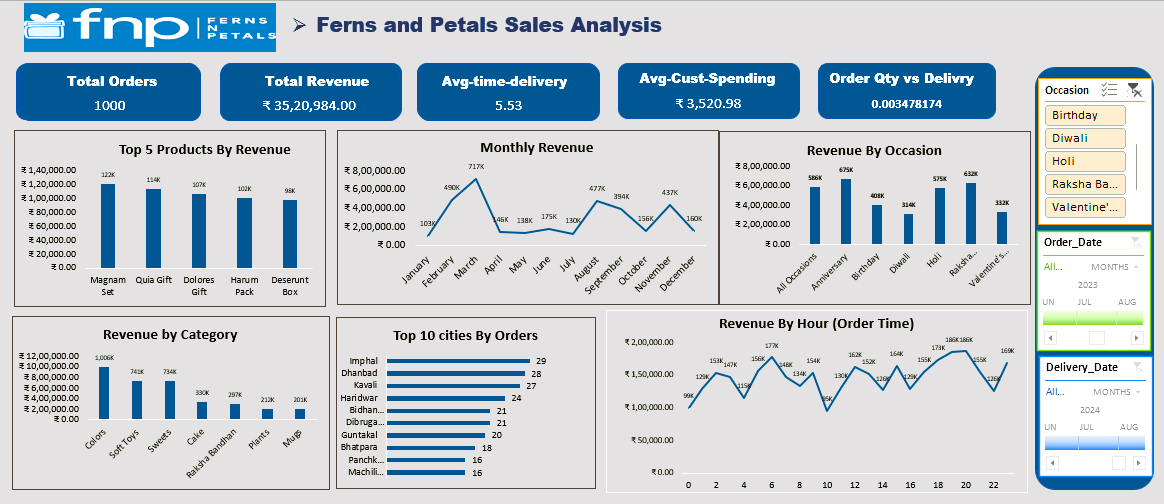 fnp FERNS
N
PETALS
➢ Ferns and Petals Sales Analysis
Total Orders
1000
Total Revenue
₹ 35,20,984.00
Avg-time-delivery
5.53
Avg-Cust-Spending
₹ 3,520.98
Order Qty vs Delivry
0.003478174
Occasion
Birthday
Diwali
Holi
Raksha Ba...
Valentine'...
Order_Date
All...
MONTHS
2023
UN JUL AUG
Delivery_Date
All...
MONTHS
2024
UN JUL AUG
Top 5 Products By Revenue
₹ 1,40,000.00
₹ 1,20,000.00
₹ 1,00,000.00
₹ 80,000.00
₹ 60,000.00
₹ 40,000.00
₹ 20,000.00
₹ 0.00
122K 114K 107K 102K 98K
Magnam Quia Gift Dolores Harum Deserunt
Set Gift Pack Box
Monthly Revenue
₹ 8,00,000.00
₹ 6,00,000.00
₹ 4,00,000.00
₹ 2,00,000.00
₹ 0.00
103K 490K 717K 146K 138K 175K 130K 477K 394K 156K 437K 160K
January February March April May June July August September October November December
Revenue By Occasion
₹ 8,00,000.00
₹ 6,00,000.00
₹ 4,00,000.00
₹ 2,00,000.00
₹ 0.00
586K 675K 408K 314K 575K 632K 332K
All Occasions Anniversary Birthday Diwali Holi Raksha... Valentine's...
Revenue by Category
₹ 12,00,000.00
₹ 10,00,000.00
₹ 8,00,000.00
₹ 6,00,000.00
₹ 4,00,000.00
₹ 2,00,000.00
₹ 0.00
1,006K 741K 734K 330K 297K 212K 201K
Colors Soft Toys Sweets Cake Raksha Bandhan Plants Mugs
Top 10 cities By Orders
Imphal 29
Dhanbad 28
Kavali 27
Haridwar 24
Bidhan... 21
Dibruga... 21
Guntakal 20
Bhatpara 18
Panchk... 16
Machili... 16
Revenue By Hour (Order Time)
₹ 2,00,000.00
₹ 1,50,000.00
₹ 1,00,000.00
₹ 50,000.00
₹ 0.00
99K 129K 153K 147K 115K 156K 177K 148K 134K 154K 95K 130K 162K 152K 126K 164K 129K 155K 173K 186K 186K 155K 126K 169K
0 2 4 6 8 10 12 14 16 18 20 22